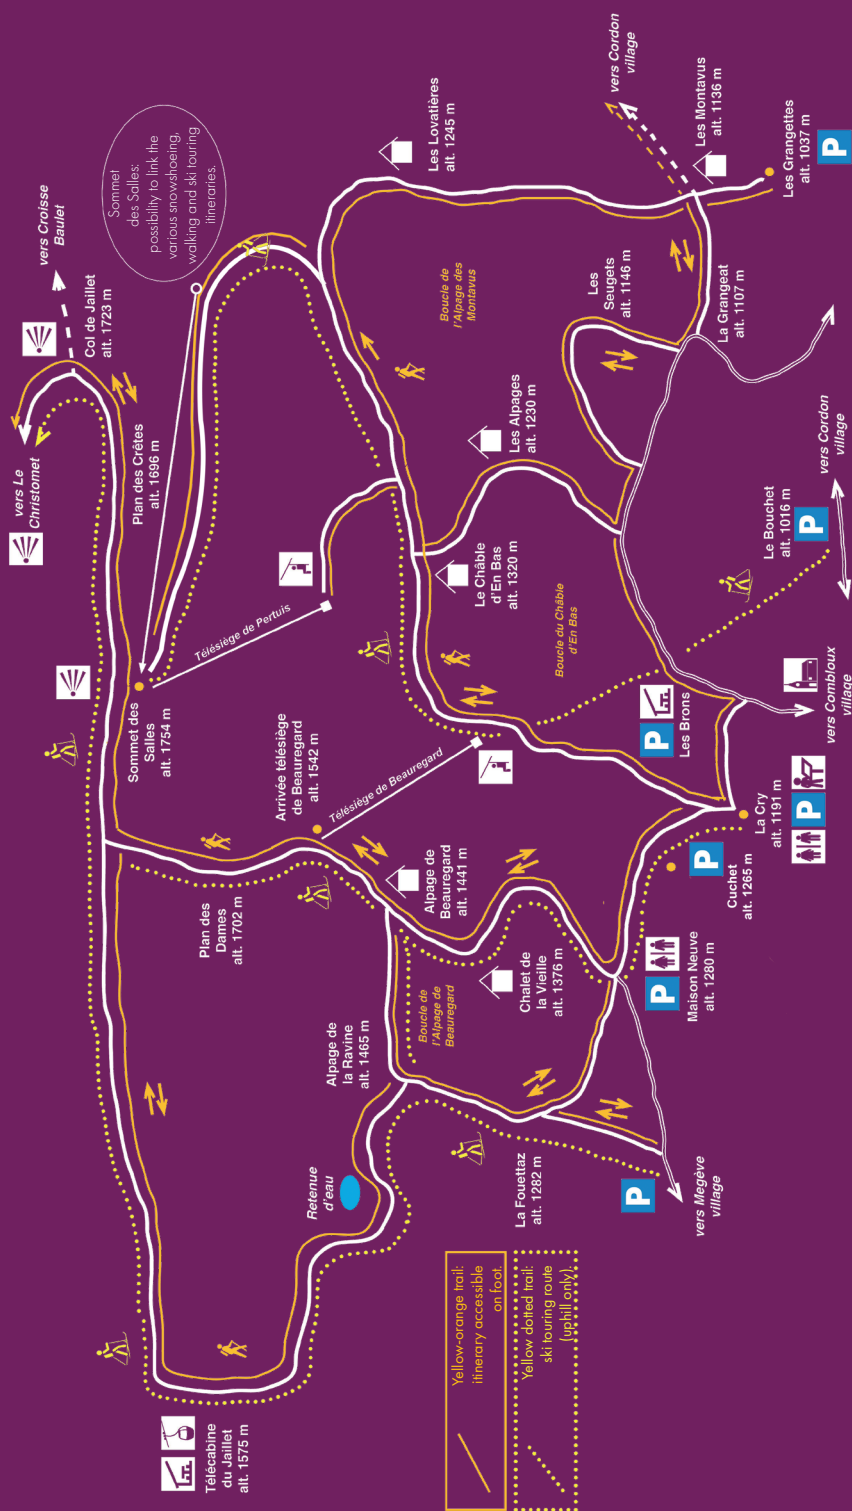 Sommet
des Salles:
possibility to link the
various snowshoeing,
walking and ski touring
itineraries.
vers Croisse
Baulet
Col de Jaillet
alt. 1723 m
vers Le
Christomet
Plan des Crêtes
alt. 1696 m
Sommet des
Salles
alt. 1754 m
Télésiège de Pertuis
Arrivée télésiège
de Beauregard
alt. 1542 m
Télésiège de Beauregard
Plan des
Dames
alt. 1702 m
Télécabine
du Jaillet
alt. 1575 m
Retenue
d'eau
Alpage de
la Ravine
alt. 1465 m
Alpage de
Beauregard
alt. 1441 m
Boucle de
l'Alpage de
Beauregard
Chalet de
la Vieille
alt. 1376 m
La Fouettaz
alt. 1282 m
P
vers Megève
village
P
Maison Neuve
alt. 1280 m
P
Cuchet
alt. 1265 m
La Cry
alt. 1191 m
P
vers Combloux
village
P
Les Brons
Le Bouchet
alt. 1016 m
P
vers Cordon
village
Boucle du Châble
d'En Bas
Le Châble
d'En Bas
alt. 1320 m
Les Alpages
alt. 1230 m
Boucle de
l'Alpage des
Montavus
Les Lovatières
alt. 1245 m
Les
Seugets
alt. 1146 m
La Grangeat
alt. 1107 m
vers Cordon
village
Les Montavus
alt. 1136 m
Les Grangettes
alt. 1037 m
P
Yellow-orange trail:
itinerary accessible
on foot.
Yellow dotted trail:
ski touring route
(uphill only).